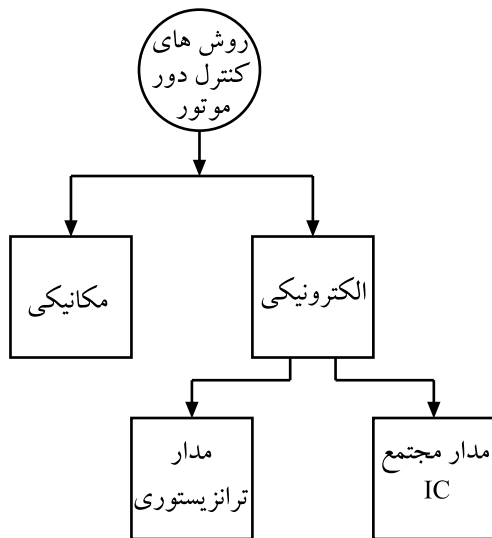 روش های
کنترل دور
موتور
الکترونیکی
مکانیکی
مدار مجتمع
IC
مدار
ترانزیستوری